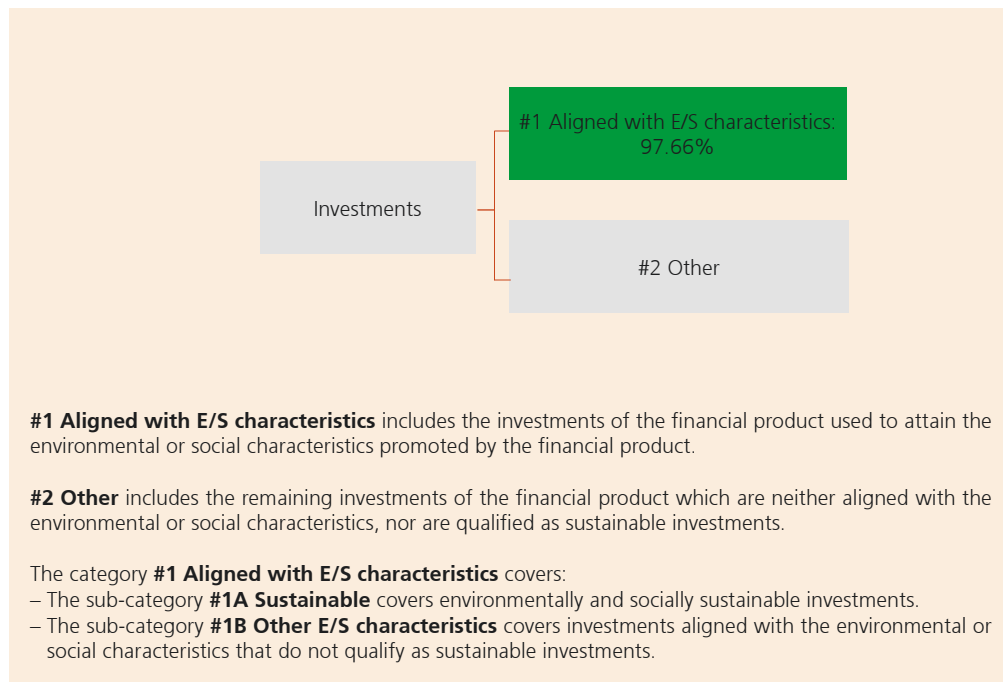 #1 Aligned with E/S characteristics:
97.66%
Investments
#2 Other
#1 Aligned with E/S characteristics includes the investments of the financial product used to attain the
environmental or social characteristics promoted by the financial product.
#2 Other includes the remaining investments of the financial product which are neither aligned with the
environmental or social characteristics, nor are qualified as sustainable investments.
The category #1 Aligned with E/S characteristics covers:
– The sub-category #1A Sustainable covers environmentally and socially sustainable investments.
– The sub-category #1B Other E/S characteristics covers investments aligned with the environmental or
social characteristics that do not qualify as sustainable investments.